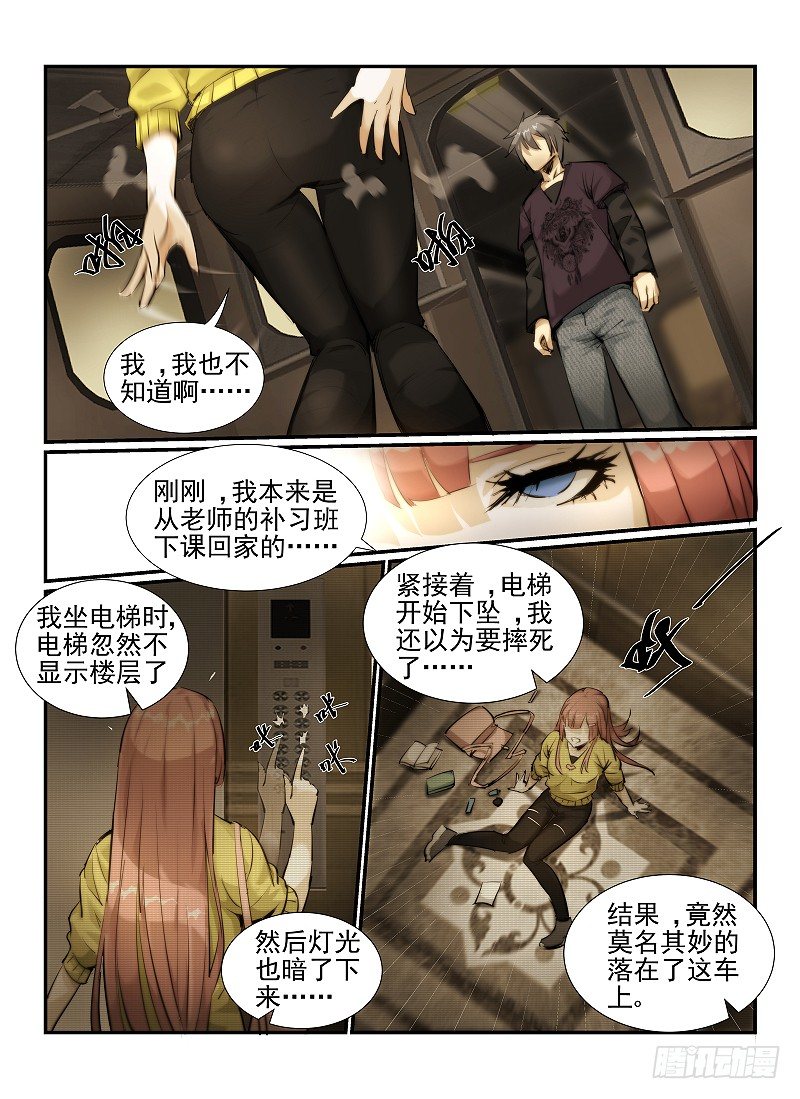 啪
啪
我，我也不
知道啊……
刚刚，我本来是
从老师的补习班
下课回家的……
我坐电梯时，
电梯忽然不
显示楼层了
咔
咔
然后灯光
也暗了下
来……
紧接着，电梯
开始下坠，我
还以为要摔死
了……
结果，竟然
莫名其妙的
落在了这车
上。
腾讯动漫